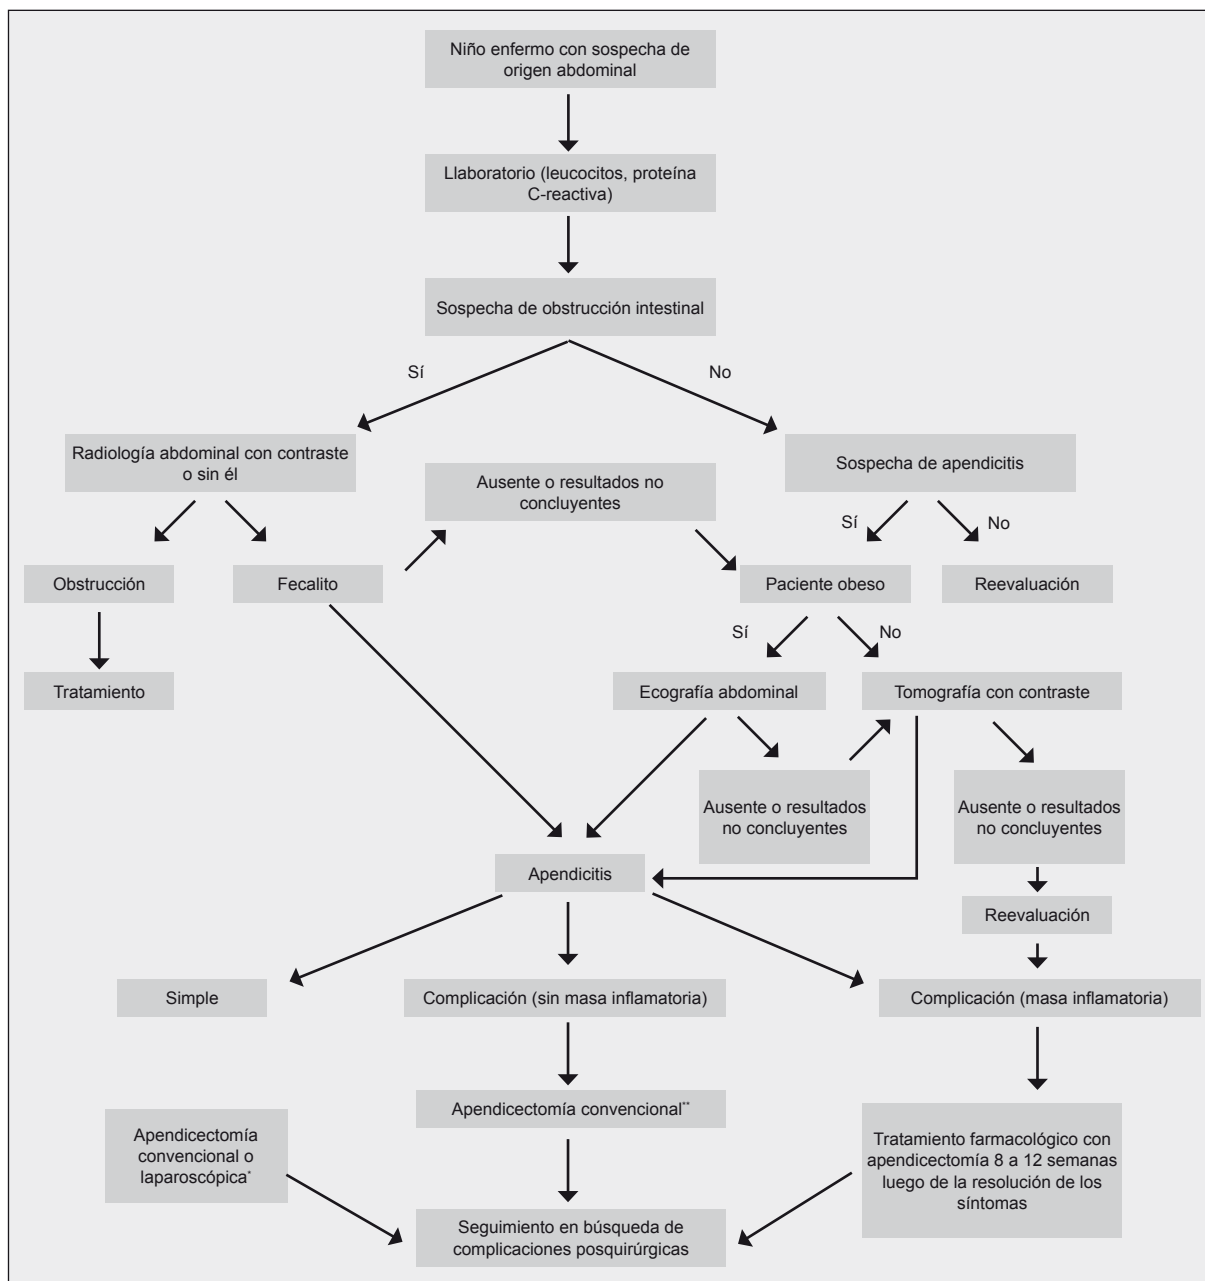 Niño enfermo con sospecha de
origen abdominal
Llaboratorio (leucocitos, proteína
C-reactiva)
Sospecha de obstrucción intestinal
Sí
No
Radiología abdominal con contraste
o sin él
Ausente o resultados no
concluyentes
Sospecha de apendicitis
Sí
No
Obstrucción
Fecalito
Paciente obeso
Reevaluación
Sí
No
Tratamiento
Ecografía abdominal
Tomografía con contraste
Ausente o resultados
no concluyentes
Ausente o resultados
no concluyentes
Apendicitis
Reevaluación
Simple
Complicación (sin masa inflamatoria)
Complicación (masa inflamatoria)
Apendicectomía convencional**
Apendicectomía
convencional o
laparoscópica*
Tratamiento farmacológico con
apendicectomía 8 a 12 semanas
luego de la resolución de los
síntomas
Seguimiento en búsqueda de
complicaciones posquirúrgicas